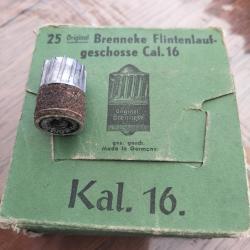 25 Original Brenneke Flintenlauf-
geschosse Cal. 16
Original
Brenneke
ges. gesch.
made in Germany
Kal. 16.